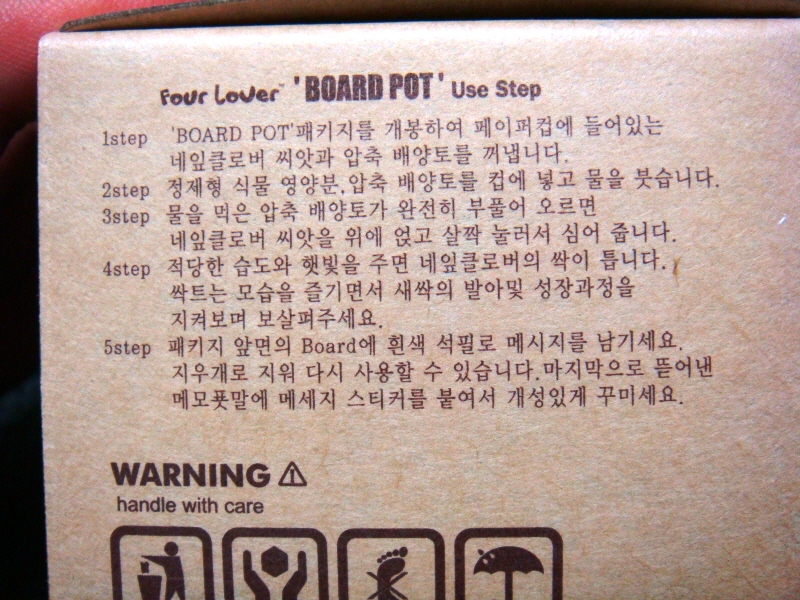 Four Lover™ 'BOARD POT' Use Step
1step 'BOARD POT'패키지를 개봉하여 페이퍼컵에 들어있는
네잎클로버 씨앗과 압축 배양토를 꺼냅니다.
2step 정제형 식물 영양분,압축 배양토를 컵에 넣고 물을 붓습니다.
3step 물을 먹은 압축 배양토가 완전히 부풀어 오르면
네잎클로버 씨앗을 위에 얹고 살짝 눌러서 심어 줍니다.
4step 적당한 습도와 햇빛을 주면 네잎클로버의 싹이 틉니다.
싹트는 모습을 즐기면서 새싹의 발아및 성장과정을
지켜보며 보살펴주세요.
5step 패키지 앞면의 Board에 흰색 석필로 메시지를 남기세요.
지우개로 지워 다시 사용할 수 있습니다.마지막으로 뜯어낸
메모푯말에 메세지 스티커를 붙여서 개성있게 꾸미세요.
WARNING
handle with care